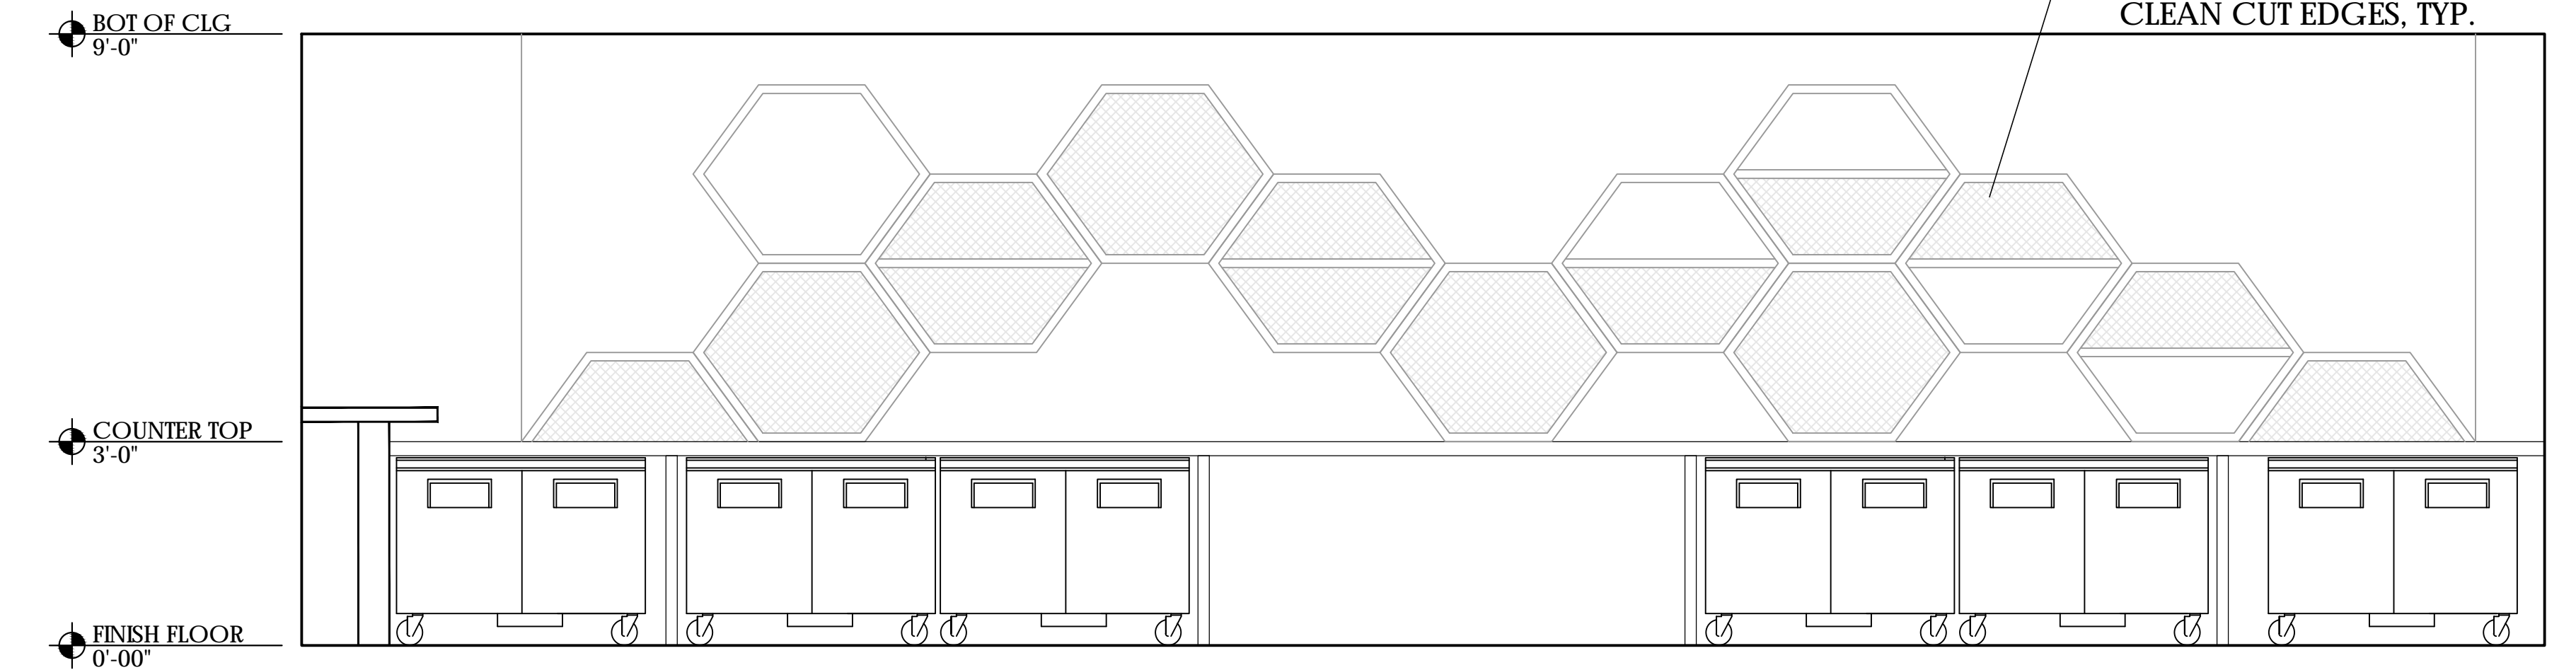 CLEAN CUT EDGES, TYP.
BOT OF CLG
9'-0"
COUNTER TOP
3'-0"
FINISH FLOOR
0'-00"